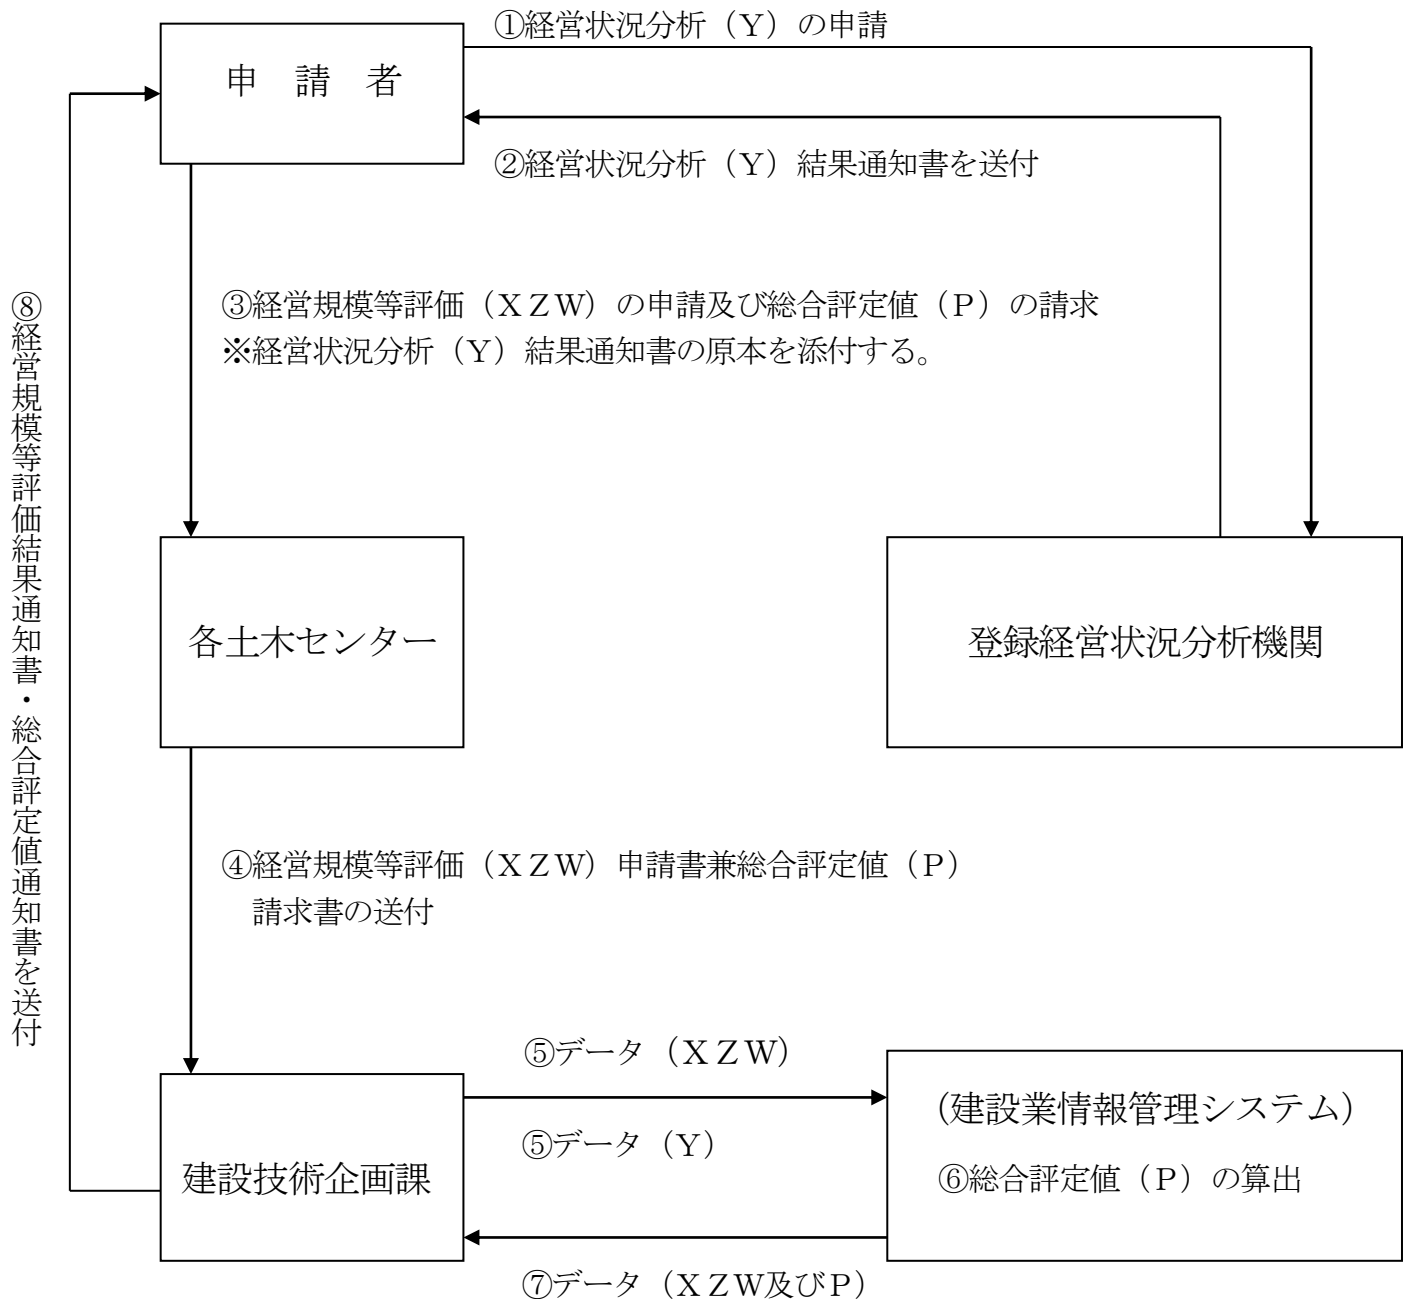 ①経営状況分析（Ｙ）の申請
申　請　者
②経営状況分析（Ｙ）結果通知書を送付
③経営規模等評価（ＸＺＷ）の申請及び総合評定値（Ｐ）の請求
※経営状況分析（Ｙ）結果通知書の原本を添付する。
⑧経営規模等評価結果通知書・総合評定値通知書を送付
各土木センター
登録経営状況分析機関
④経営規模等評価（ＸＺＷ）申請書兼総合評定値（Ｐ）
請求書の送付
⑤データ（ＸＺＷ）
⑤データ（Ｙ）
建設技術企画課
（建設業情報管理システム）
⑥総合評定値（Ｐ）の算出
⑦データ（ＸＺＷ及びＰ）